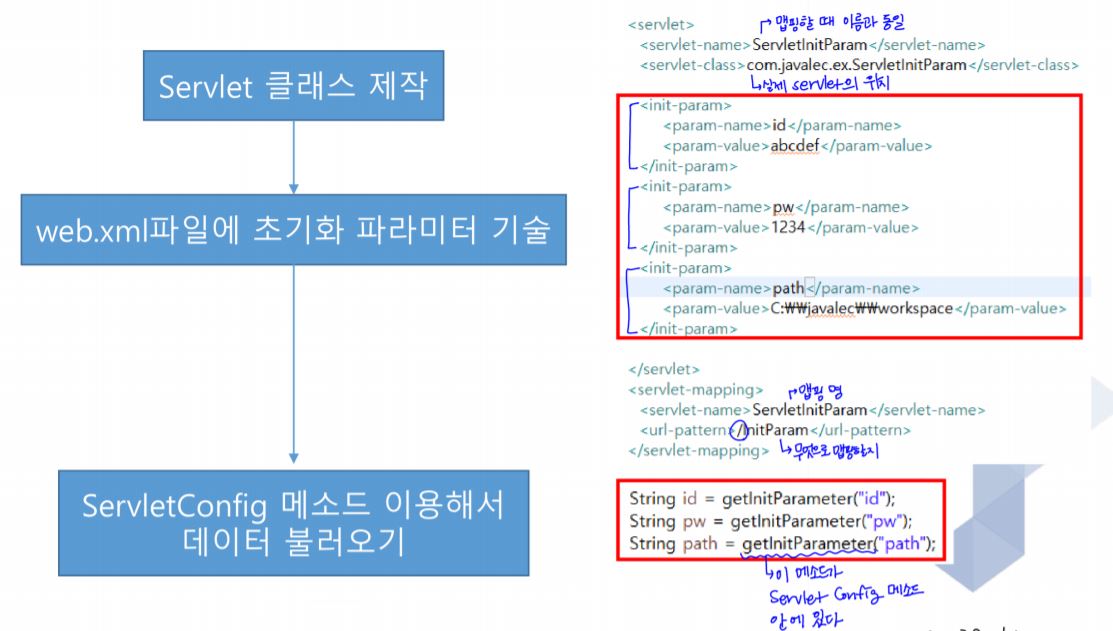 Servlet 클래스 제작
web.xml파일에 초기화 파라미터 기술
ServletConfig 메소드 이용해서
데이터 불러오기
<servlet>
↱맵핑할 때 이름과 동일
<servlet-name>ServletInitParam</servlet-name>
<servlet-class>com.javalec.ex.ServletInitParam</servlet-class>
↳실제 servlet의 위치
<init-param>
<param-name>id</param-name>
<param-value>abcdef</param-value>
</init-param>
<init-param>
<param-name>pw</param-name>
<param-value>1234</param-value>
</init-param>
<init-param>
<param-name>path</param-name>
<param-value>C:₩₩javalec₩₩workspace</param-value>
</init-param>
</servlet>
<servlet-mapping>
↱맵핑 명
<servlet-name>ServletInitParam</servlet-name>
<url-pattern>/InitParam</url-pattern>
</servlet-mapping>
↳무엇으로 맵핑할지
String id = getInitParameter("id");
String pw = getInitParameter("pw");
String path = getInitParameter("path");
↳이 메소드가
Servlet Config 메소드
안에 있다